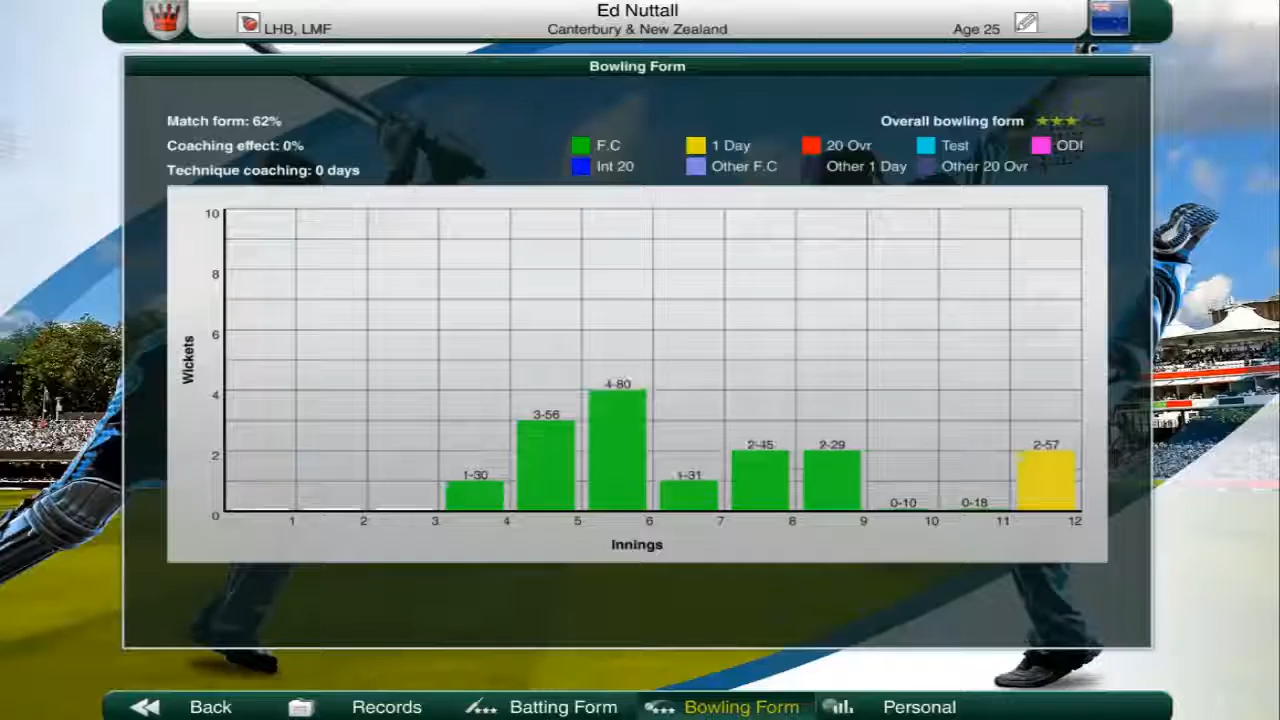 Ed Nuttall
LHB, LMF
Canterbury & New Zealand
Age 25
Bowling Form
Match form: 62%
Coaching effect: 0%
Technique coaching: 0 days
Overall bowling form
F.C
1 Day
20 Ovr
Test
ODI
Int 20
Other F.C
Other 1 Day
Other 20 Ovr
Wickets
10
8
6
4
2
0
1-30
3-56
4-80
1-31
2-45
2-29
0-10
0-18
2-57
1 2 3 4 5 6 7 8 9 10 11 12
Innings
Back
Records
Batting Form
Bowling Form
Personal